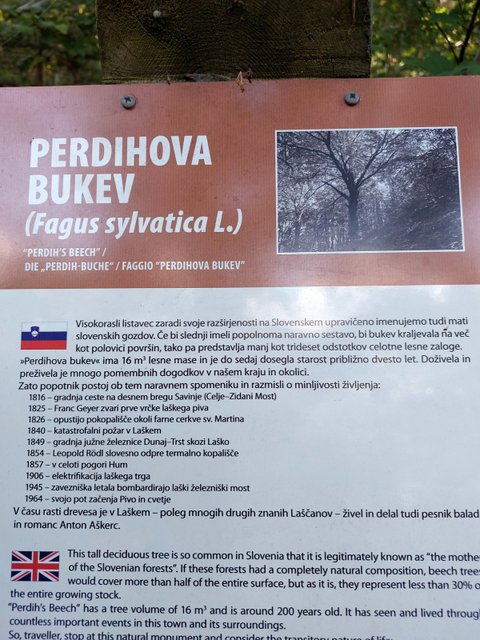 PERDIHOVA
BUKEV
(Fagus sylvatica L.)
"PERDIH'S BEECH" /
DIE „PERDIH-BUCHE“ / FAGGIO "PERDIHOVA BUKEV"
Visokorasli listavec zaradi svoje razširjenosti na Slovenskem upravičeno imenujemo tudi mati
slovenskih gozdov. Če bi slednji imeli popolnoma naravno sestavo, bi bukev kraljevala na več
kot polovici površin, tako pa predstavlja manj kot trideset odstotkov celotne lesne zaloge.
»Perdihova bukev« ima 16 m³ lesne mase in je do sedaj dosegla starost približno dvesto let. Doživela in
preživela je mnogo pomembnih dogodkov v našem kraju in okolici.
Zato popotnik postoj ob tem naravnem spomeniku in razmisli o minljivosti življenja:
1816 – gradnja ceste na desnem bregu Savinje (Celje–Zidani Most)
1825 – Franc Geyer zvari prve vrčke laškega piva
1826 – opustijo pokopališče okoli farne cerkve sv. Martina
1840 – katastrofalni požar v Laškem
1849 – gradnja južne železnice Dunaj–Trst skozi Laško
1854 – Leopold Rödl slovesno odpre termalno kopališče
1857 – v celoti pogori Hum
1906 – elektrifikacija laškega trga
1945 – zavezniška letala bombardirajo laški železniški most
1964 – svojo pot začenja Pivo in cvetje
V času rasti drevesa je v Laškem – poleg mnogih drugih znanih Laščanov – živel in delal tudi pesnik balad
in romanc Anton Aškerc.
This tall deciduous tree is so common in Slovenia that it is legitimately known as "the mothe
of the Slovenian forests". If these forests had a completely natural composition, beech trees
would cover more than half of the entire surface, but as it is, they represent less than 30% o
the entire growing stock.
"Perdih's Beech" has a tree volume of 16 m³ and is around 200 years old. It has seen and lived throug
countless important events in this town and its surroundings.
So, traveller, stop at this natural monument and consider the transitory nature of life: